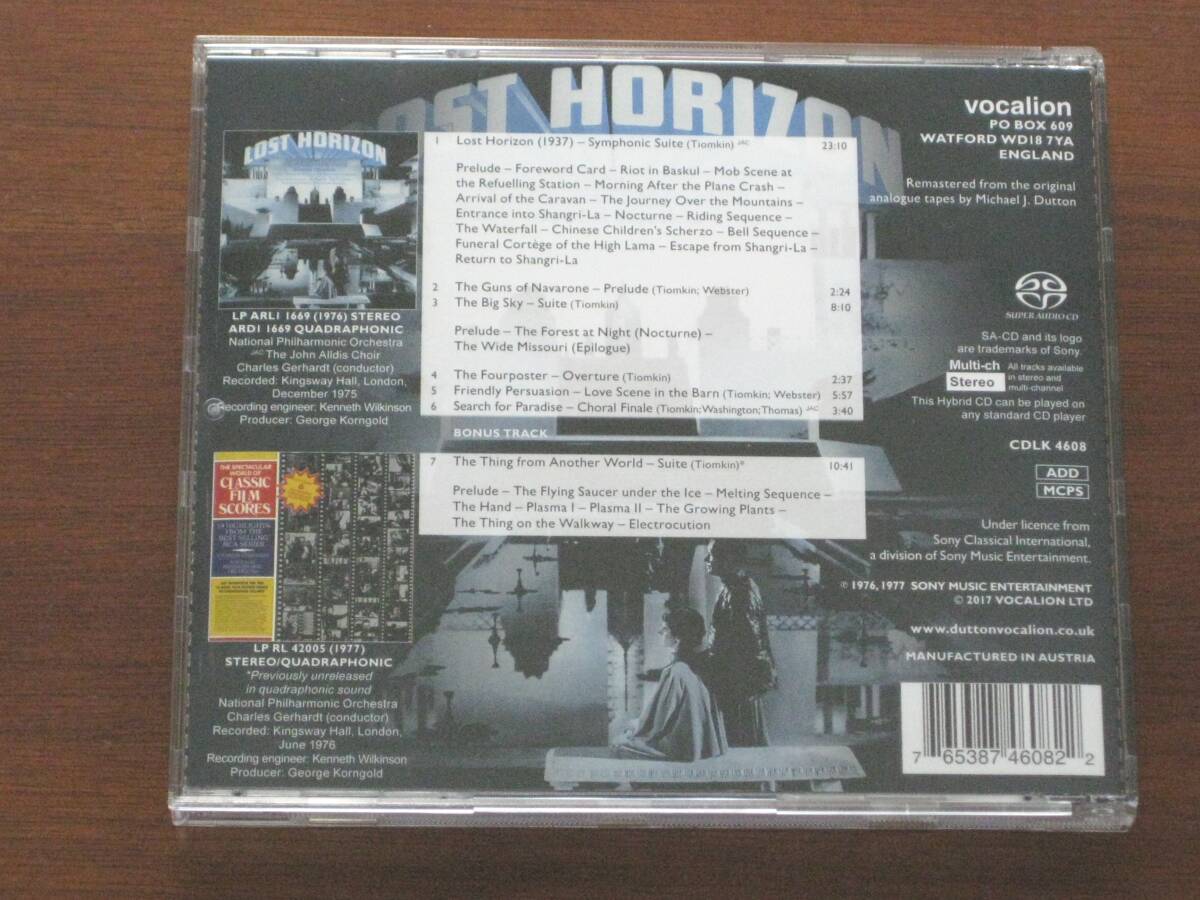 LOST HORIZON
LOST HORIZON
LP ARL1 1669 (1976) STEREO
ARD1 1669 QUADRAPHONIC
National Philharmonic Orchestra
JAC The John Alldis Choir
Charles Gerhardt (conductor)
Recorded: Kingsway Hall, London,
December 1975
Recording engineer: Kenneth Wilkinson
Producer: George Korngold
1 Lost Horizon (1937) – Symphonic Suite (Tiomkin) JAC 23:10
Prelude – Foreword Card – Riot in Baskul – Mob Scene at
the Refuelling Station – Morning After the Plane Crash –
Arrival of the Caravan – The Journey Over the Mountains –
Entrance into Shangri-La – Nocturne – Riding Sequence –
The Waterfall – Chinese Children's Scherzo – Bell Sequence –
Funeral Cortège of the High Lama – Escape from Shangri-La –
Return to Shangri-La
2 The Guns of Navarone – Prelude (Tiomkin; Webster) 2:24
3 The Big Sky – Suite (Tiomkin) 8:10
Prelude – The Forest at Night (Nocturne) –
The Wide Missouri (Epilogue)
4 The Fourposter – Overture (Tiomkin) 2:37
5 Friendly Persuasion – Love Scene in the Barn (Tiomkin; Webster) 5:57
6 Search for Paradise – Choral Finale (Tiomkin;Washington;Thomas) JAC 3:40
BONUS TRACK
7 The Thing from Another World – Suite (Tiomkin)* 10:41
Prelude – The Flying Saucer under the Ice – Melting Sequence –
The Hand – Plasma I – Plasma II – The Growing Plants –
The Thing on the Walkway – Electrocution
THE SPECTACULAR
WORLD OF
CLASSIC
FILM
SCORES
19 HIGHLIGHTS
FROM THE
BEST SELLING
RCA SERIES
LP RL 42005 (1977)
STEREO/QUADRAPHONIC
*Previously unreleased
in quadraphonic sound
National Philharmonic Orchestra
Charles Gerhardt (conductor)
Recorded: Kingsway Hall, London,
June 1976
Recording engineer: Kenneth Wilkinson
Producer: George Korngold
vocalion
PO BOX 609
WATFORD WD18 7YA
ENGLAND
Remastered from the original
analogue tapes by Michael J. Dutton
SUPER AUDIO CD
SA-CD and its logo
are trademarks of Sony.
Multi-ch
Stereo
All tracks available
in stereo and
multi-channel
This Hybrid CD can be played on
any standard CD player
CDLK 4608
ADD
MCPS
Under licence from
Sony Classical International,
a division of Sony Music Entertainment.
℗ 1976, 1977 SONY MUSIC ENTERTAINMENT
© 2017 VOCALION LTD
www.duttonvocalion.co.uk
MANUFACTURED IN AUSTRIA
7 65387 46082 2